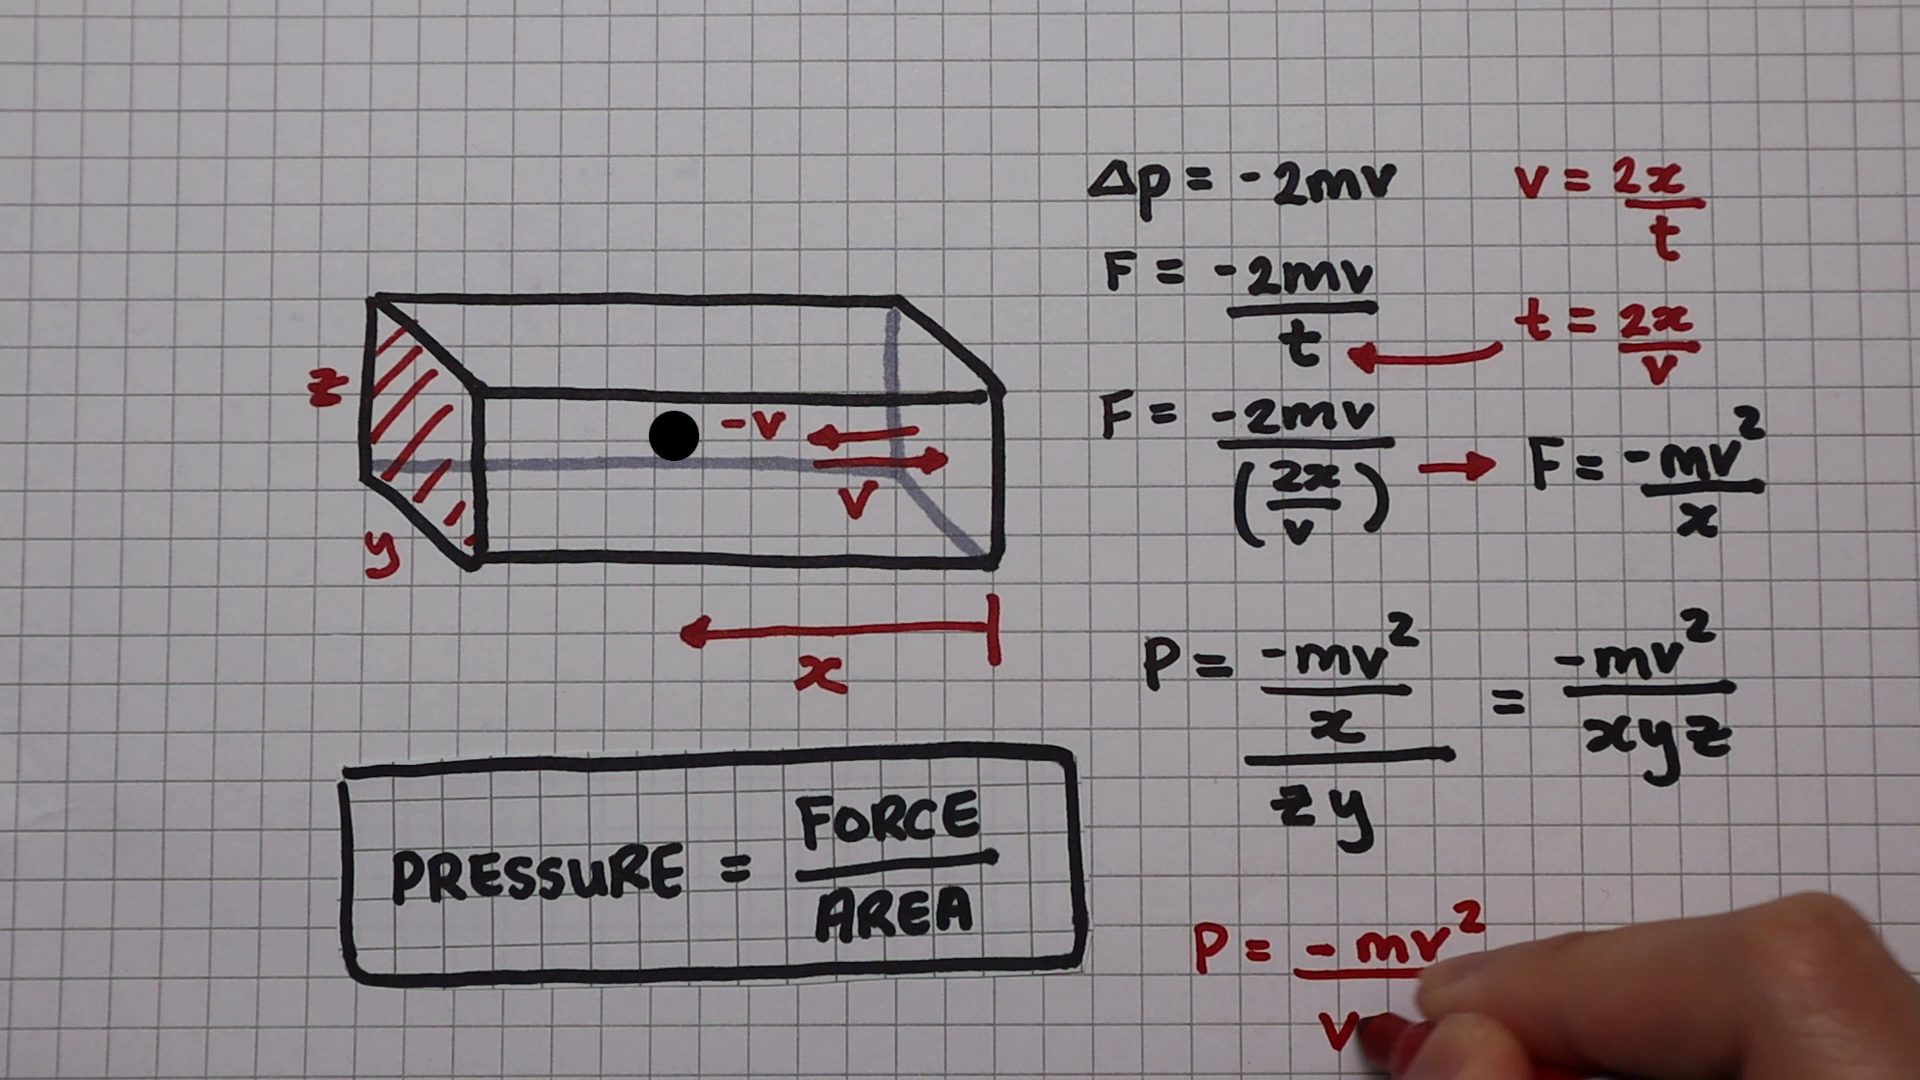 Δp = -2mv
v = 2x/t
F = -2mv/t
t = 2x/v
F = -2mv/(2x/v) → F = -mv²/x
z
-v
v
y
x
P = -mv²/x/zy = -mv²/xyz
PRESSURE = FORCE/AREA
P = -mv²/v